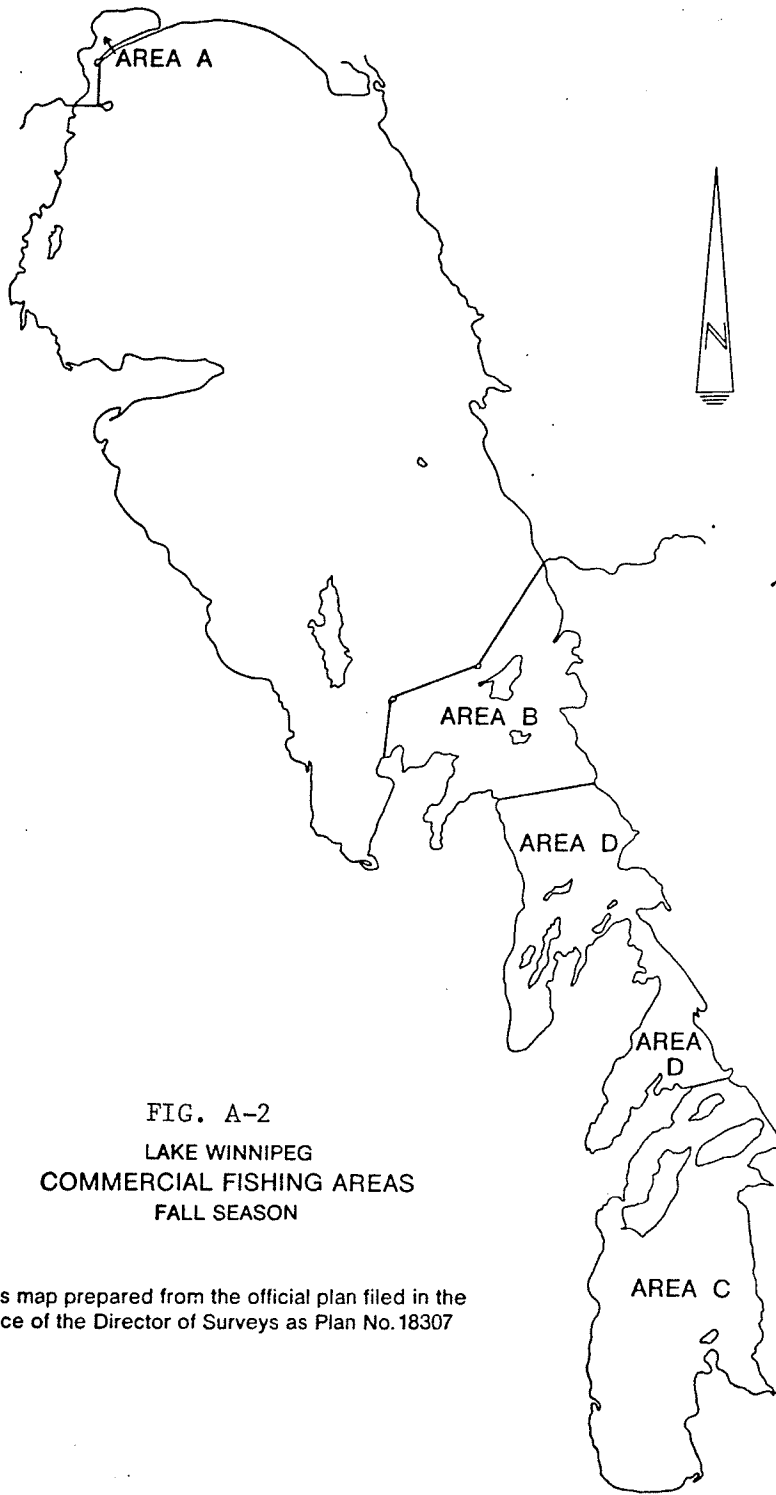 AREA A
N
AREA B
AREA D
AREA
D
AREA C
FIG. A-2
LAKE WINNIPEG
COMMERCIAL FISHING AREAS
FALL SEASON
s map prepared from the official plan filed in the
ce of the Director of Surveys as Plan No. 18307